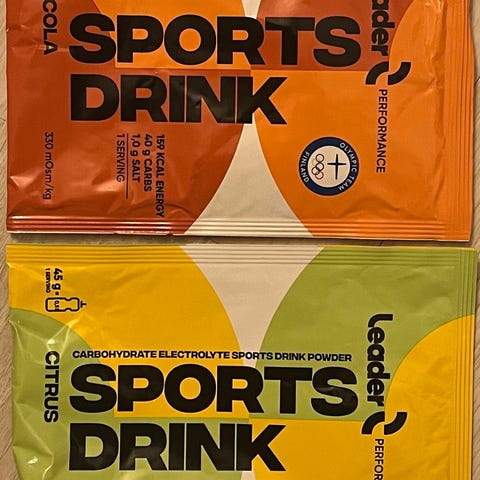 COLA
SPORTS
DRINK
Leader
PERFORMANCE
330 mOsm/kg
159 KCAL ENERGY
40 g CARBS
1,0 g SALT
1 SERVING
OLYMPIC TEAM
FINLAND
45 g =
1 SERVING
CITRUS
CARBOHYDRATE ELECTROLYTE SPORTS DRINK POWDER
SPORTS
DRINK
Leader
PERFOR